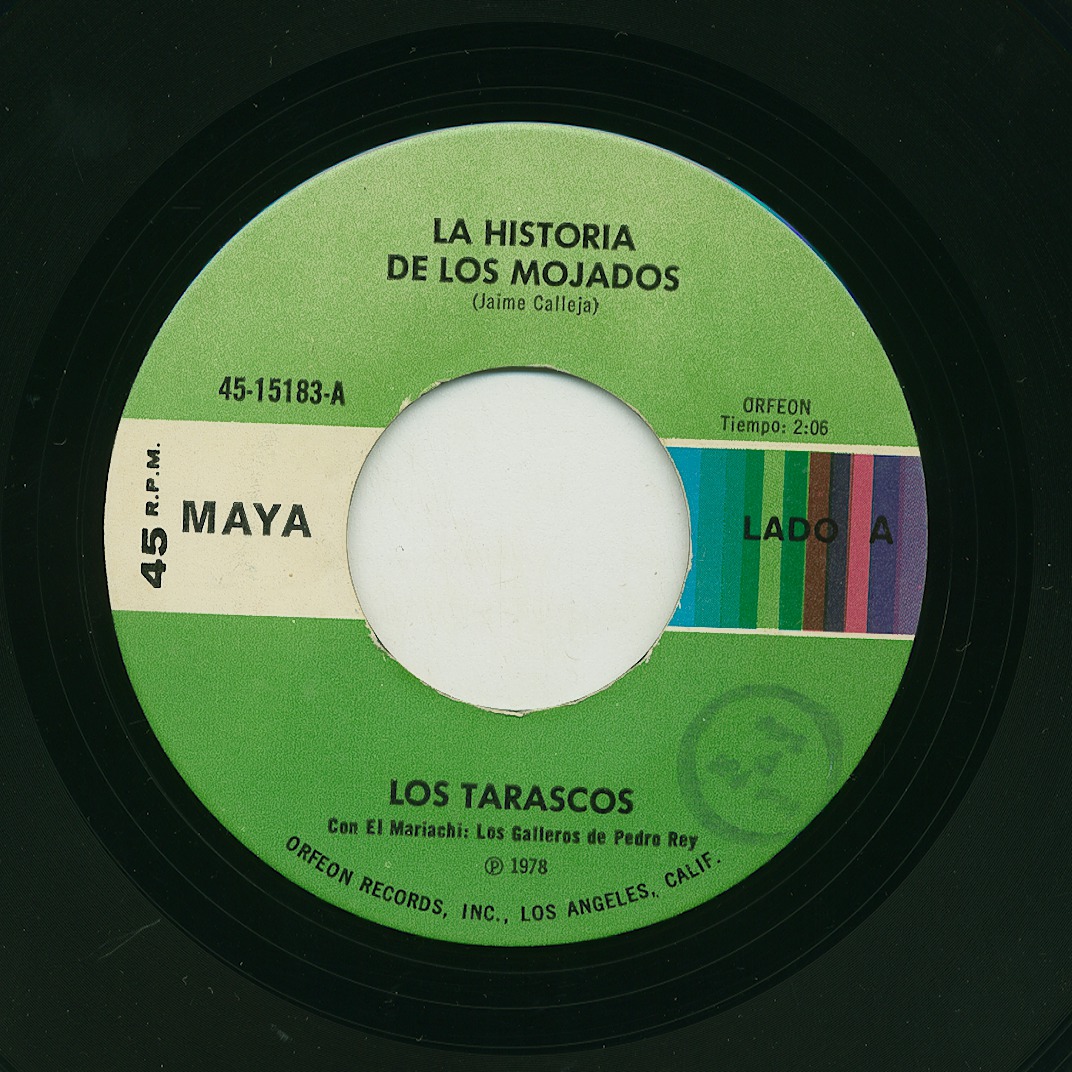 LA HISTORIA
DE LOS MOJADOS
(Jaime Calleja)
45-15183-A
ORFEON
Tiempo: 2:06
45 R.P.M.
MAYA
LADO A
LOS TARASCOS
Con El Mariachi: Los Galleros de Pedro Rey
℗ 1978
ORFEON RECORDS, INC., LOS ANGELES, CALIF.